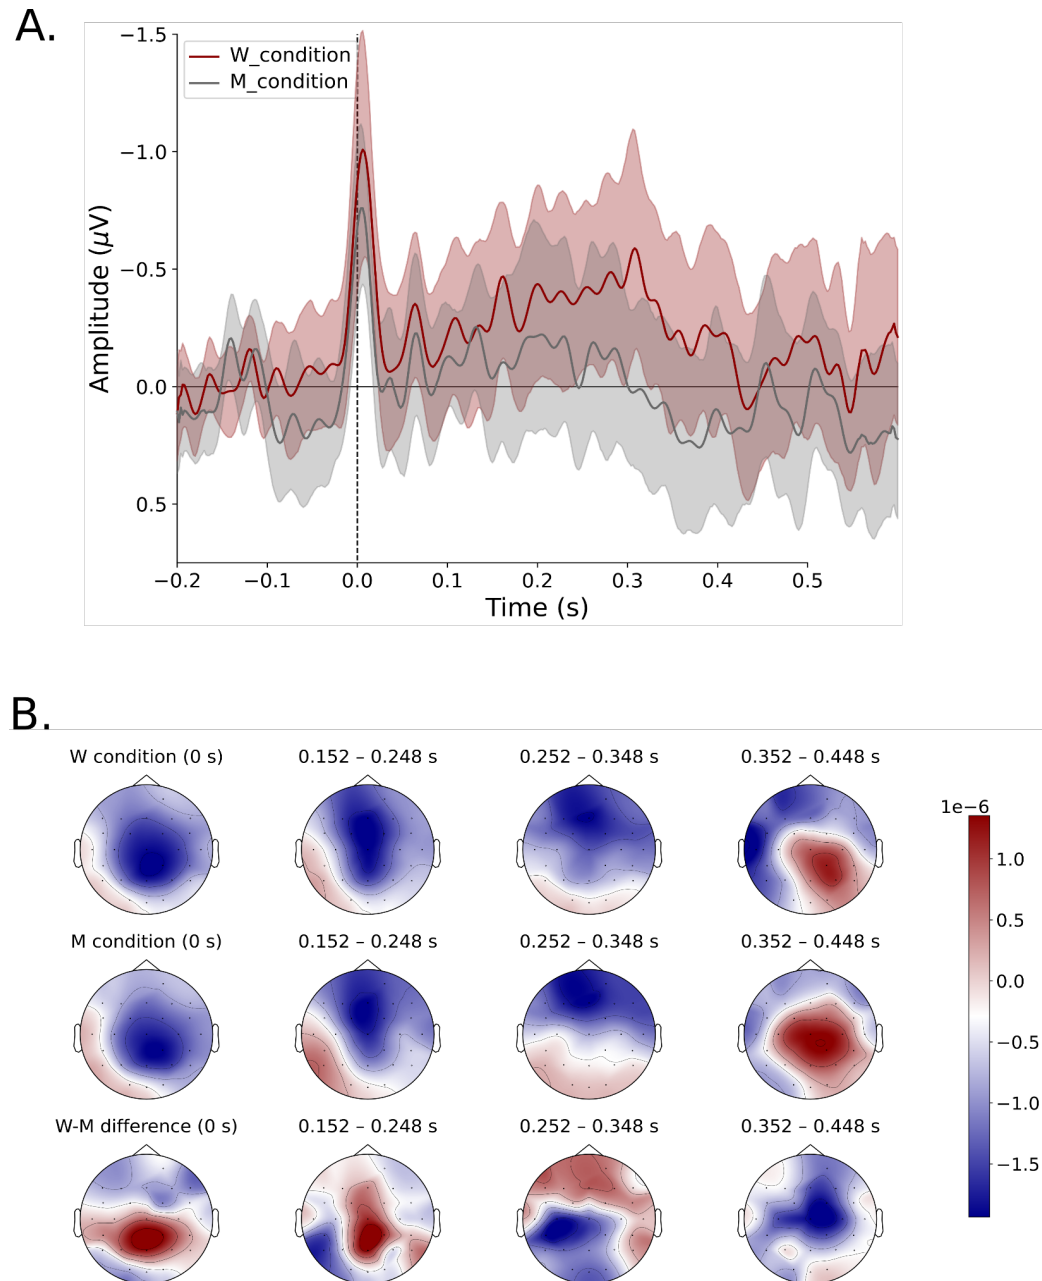 A.
−1.5
W_condition
M_condition
−1.0
−0.5
0.0
0.5
Amplitude (μV)
−0.2 −0.1 0.0 0.1 0.2 0.3 0.4 0.5
Time (s)
B.
W condition (0 s) 0.152 – 0.248 s 0.252 – 0.348 s 0.352 – 0.448 s
1e−6
1.0
0.5
0.0
−0.5
−1.0
−1.5
M condition (0 s) 0.152 – 0.248 s 0.252 – 0.348 s 0.352 – 0.448 s
W-M difference (0 s) 0.152 – 0.248 s 0.252 – 0.348 s 0.352 – 0.448 s